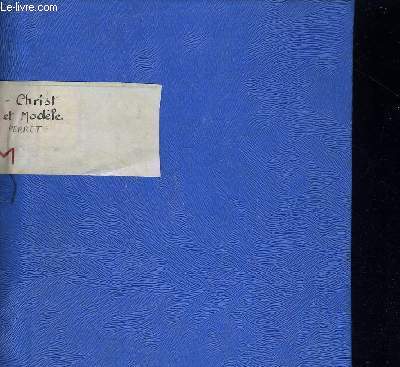 Le-livre.com
- Christ
et Modèle
PERRET
M